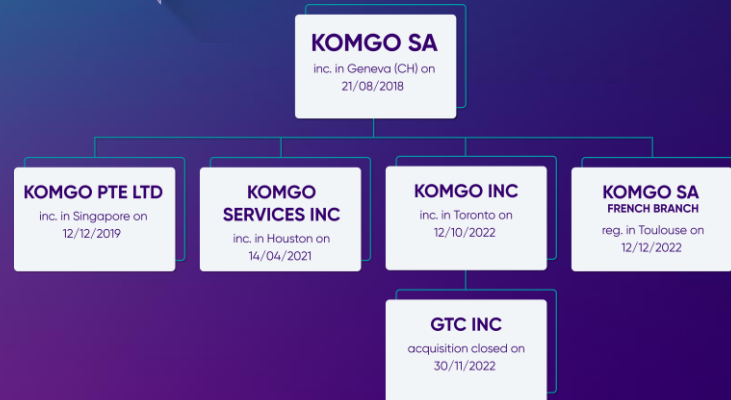 KOMGO SA
inc. in Geneva (CH) on
21/08/2018
KOMGO PTE LTD
inc. in Singapore on
12/12/2019
KOMGO
SERVICES INC
inc. in Houston on
14/04/2021
KOMGO INC
inc. in Toronto on
12/10/2022
KOMGO SA
FRENCH BRANCH
reg. in Toulouse on
12/12/2022
GTC INC
acquisition closed on
30/11/2022